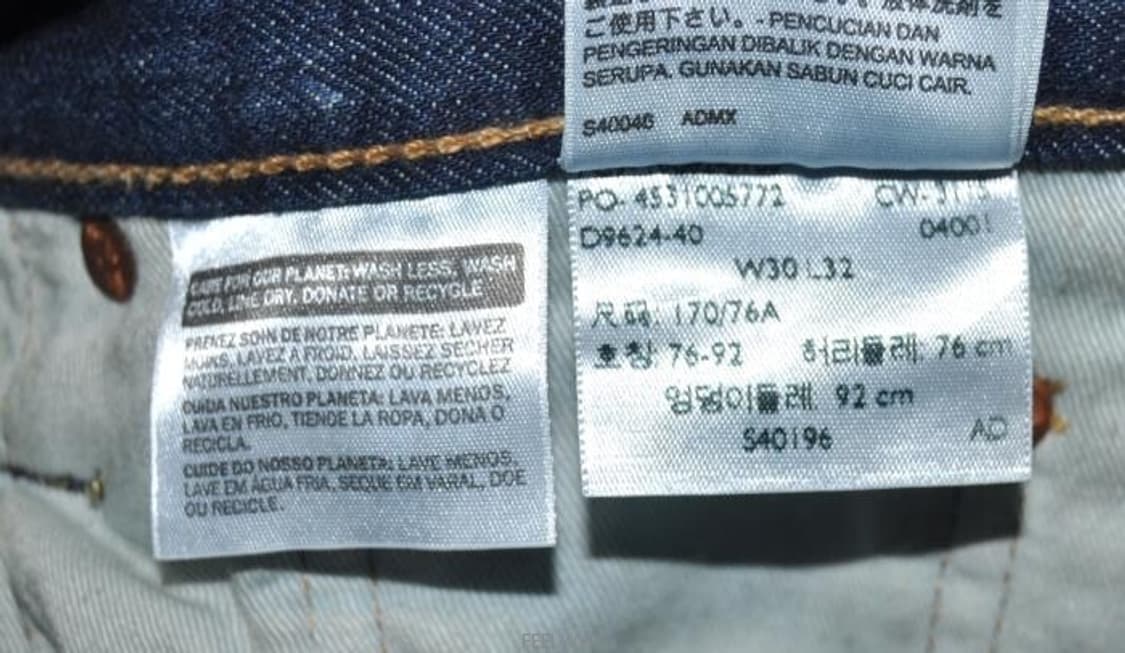 ご使用下さい。- PENCUCIAN DAN
PENGERINGAN DIBALIK DENGAN WARNA
SERUPA. GUNAKAN SABUN CUCI CAIR.
S40046 ADMX
CARE FOR OUR PLANET: WASH LESS, WASH
COLD, LINE DRY, DONATE OR RECYCLE
PRENEZ SOIN DE NOTRE PLANETE: LAVEZ
MOINS, LAVEZ A FROID, LAISSEZ SECHER
NATURELLEMENT, DONNEZ OU RECYCLEZ
CUIDA NUESTRO PLANETA: LAVA MENOS,
LAVA EN FRIO, TIENDE LA ROPA, DONA O
RECICLA.
CUIDE DO NOSSO PLANETA: LAVE MENOS,
LAVE EM ÁGUA FRIA, SEQUE EM VARAL, DOE
OU RECICLE.
PO- 4531005772
D9624-40 04001
W30 L32
尺码: 170/76A
호칭: 76-92 허리둘레: 76 cm
엉덩이둘레: 92 cm
S40196 AD